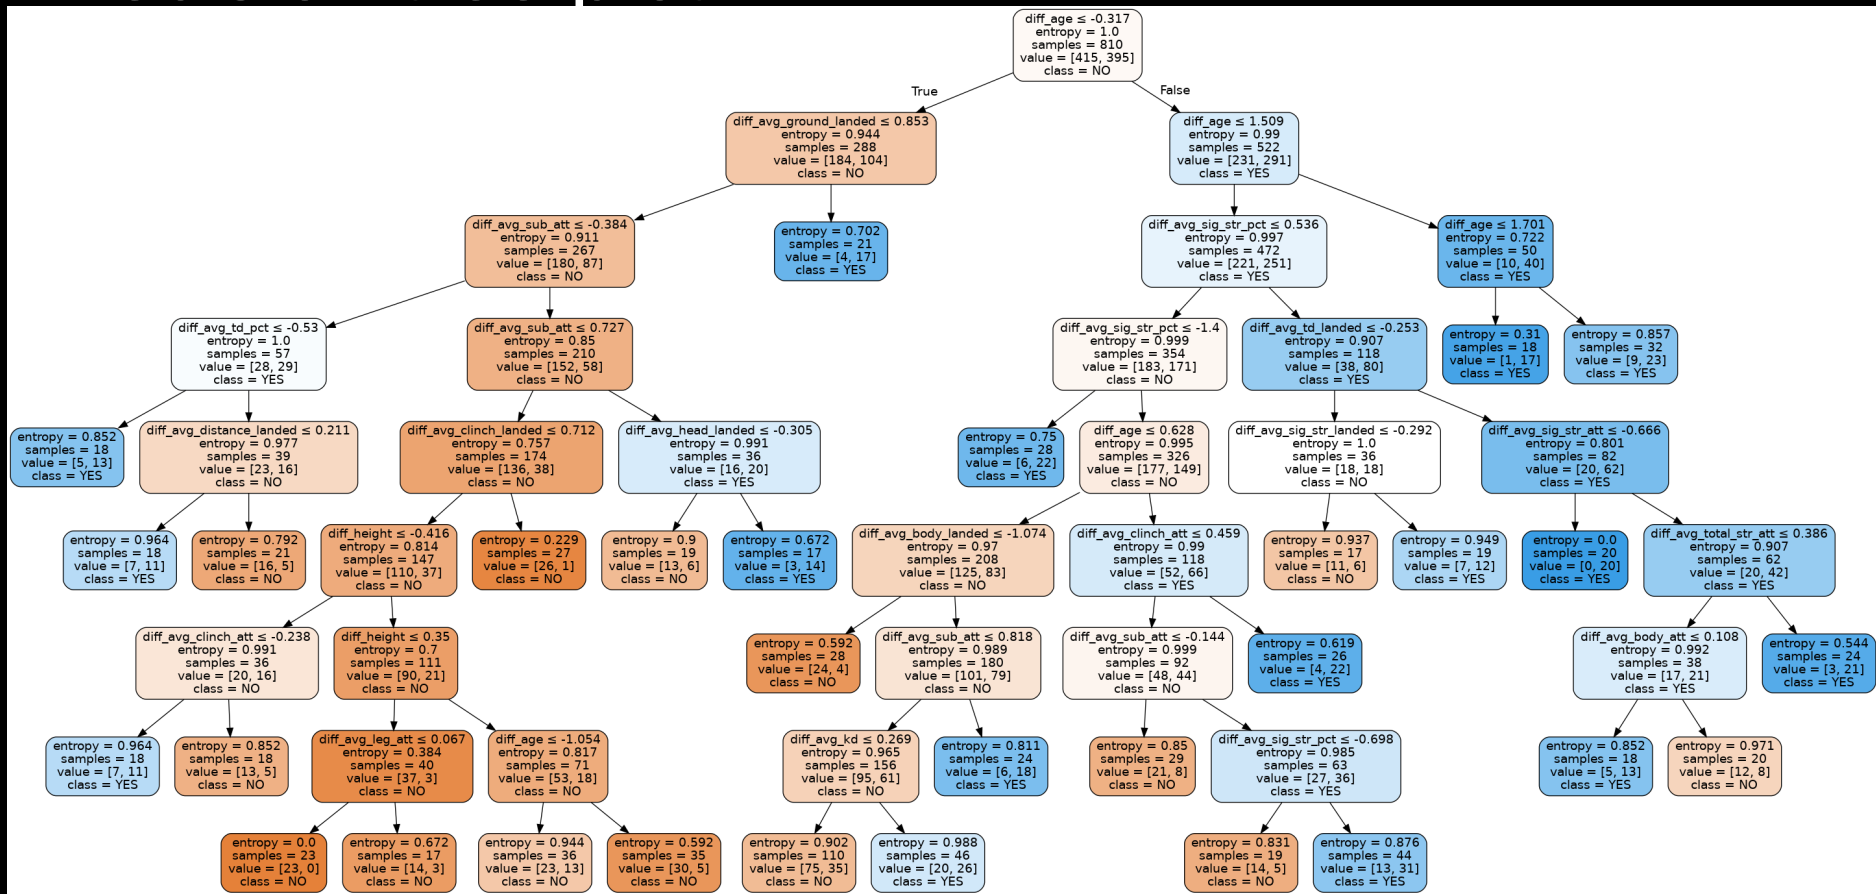 diff_age ≤ -0.317
entropy = 1.0
samples = 810
value = [415, 395]
class = NO
True
False
diff_avg_ground_landed ≤ 0.853
entropy = 0.944
samples = 288
value = [184, 104]
class = NO
diff_age ≤ 1.509
entropy = 0.99
samples = 522
value = [231, 291]
class = YES
diff_avg_sub_att ≤ -0.384
entropy = 0.911
samples = 267
value = [180, 87]
class = NO
entropy = 0.702
samples = 21
value = [4, 17]
class = YES
diff_avg_sig_str_pct ≤ 0.536
entropy = 0.997
samples = 472
value = [221, 251]
class = YES
diff_age ≤ 1.701
entropy = 0.722
samples = 50
value = [10, 40]
class = YES
diff_avg_td_pct ≤ -0.53
entropy = 1.0
samples = 57
value = [28, 29]
class = YES
diff_avg_sub_att ≤ 0.727
entropy = 0.85
samples = 210
value = [152, 58]
class = NO
diff_avg_sig_str_pct ≤ -1.4
entropy = 0.999
samples = 354
value = [183, 171]
class = NO
diff_avg_td_landed ≤ -0.253
entropy = 0.907
samples = 118
value = [38, 80]
class = YES
entropy = 0.31
samples = 18
value = [1, 17]
class = YES
entropy = 0.857
samples = 32
value = [9, 23]
class = YES
entropy = 0.852
samples = 18
value = [5, 13]
class = YES
diff_avg_distance_landed ≤ 0.211
entropy = 0.977
samples = 39
value = [23, 16]
class = NO
diff_avg_clinch_landed ≤ 0.712
entropy = 0.757
samples = 174
value = [136, 38]
class = NO
diff_avg_head_landed ≤ -0.305
entropy = 0.991
samples = 36
value = [16, 20]
class = YES
entropy = 0.75
samples = 28
value = [6, 22]
class = YES
diff_age ≤ 0.628
entropy = 0.995
samples = 326
value = [177, 149]
class = NO
diff_avg_sig_str_landed ≤ -0.292
entropy = 1.0
samples = 36
value = [18, 18]
class = NO
diff_avg_sig_str_att ≤ -0.666
entropy = 0.801
samples = 82
value = [20, 62]
class = YES
entropy = 0.964
samples = 18
value = [7, 11]
class = YES
entropy = 0.792
samples = 21
value = [16, 5]
class = NO
diff_height ≤ -0.416
entropy = 0.814
samples = 147
value = [110, 37]
class = NO
entropy = 0.229
samples = 27
value = [26, 1]
class = NO
entropy = 0.9
samples = 19
value = [13, 6]
class = NO
entropy = 0.672
samples = 17
value = [3, 14]
class = YES
diff_avg_body_landed ≤ -1.074
entropy = 0.97
samples = 208
value = [125, 83]
class = NO
diff_avg_clinch_att ≤ 0.459
entropy = 0.99
samples = 118
value = [52, 66]
class = YES
entropy = 0.937
samples = 17
value = [11, 6]
class = NO
entropy = 0.949
samples = 19
value = [7, 12]
class = YES
entropy = 0.0
samples = 20
value = [0, 20]
class = YES
diff_avg_total_str_att ≤ 0.386
entropy = 0.907
samples = 62
value = [20, 42]
class = YES
diff_avg_clinch_att ≤ -0.238
entropy = 0.991
samples = 36
value = [20, 16]
class = NO
diff_height ≤ 0.35
entropy = 0.7
samples = 111
value = [90, 21]
class = NO
entropy = 0.592
samples = 28
value = [24, 4]
class = NO
diff_avg_sub_att ≤ 0.818
entropy = 0.989
samples = 180
value = [101, 79]
class = NO
diff_avg_sub_att ≤ -0.144
entropy = 0.999
samples = 92
value = [48, 44]
class = NO
entropy = 0.619
samples = 26
value = [4, 22]
class = YES
diff_avg_body_att ≤ 0.108
entropy = 0.992
samples = 38
value = [17, 21]
class = YES
entropy = 0.544
samples = 24
value = [3, 21]
class = YES
entropy = 0.964
samples = 18
value = [7, 11]
class = YES
entropy = 0.852
samples = 18
value = [13, 5]
class = NO
diff_avg_leg_att ≤ 0.067
entropy = 0.384
samples = 40
value = [37, 3]
class = NO
diff_age ≤ -1.054
entropy = 0.817
samples = 71
value = [53, 18]
class = NO
diff_avg_kd ≤ 0.269
entropy = 0.965
samples = 156
value = [95, 61]
class = NO
entropy = 0.811
samples = 24
value = [6, 18]
class = YES
entropy = 0.85
samples = 29
value = [21, 8]
class = NO
diff_avg_sig_str_pct ≤ -0.698
entropy = 0.985
samples = 63
value = [27, 36]
class = YES
entropy = 0.852
samples = 18
value = [5, 13]
class = YES
entropy = 0.971
samples = 20
value = [12, 8]
class = NO
entropy = 0.0
samples = 23
value = [23, 0]
class = NO
entropy = 0.672
samples = 17
value = [14, 3]
class = NO
entropy = 0.944
samples = 36
value = [23, 13]
class = NO
entropy = 0.592
samples = 35
value = [30, 5]
class = NO
entropy = 0.902
samples = 110
value = [75, 35]
class = NO
entropy = 0.988
samples = 46
value = [20, 26]
class = YES
entropy = 0.831
samples = 19
value = [14, 5]
class = NO
entropy = 0.876
samples = 44
value = [13, 31]
class = YES